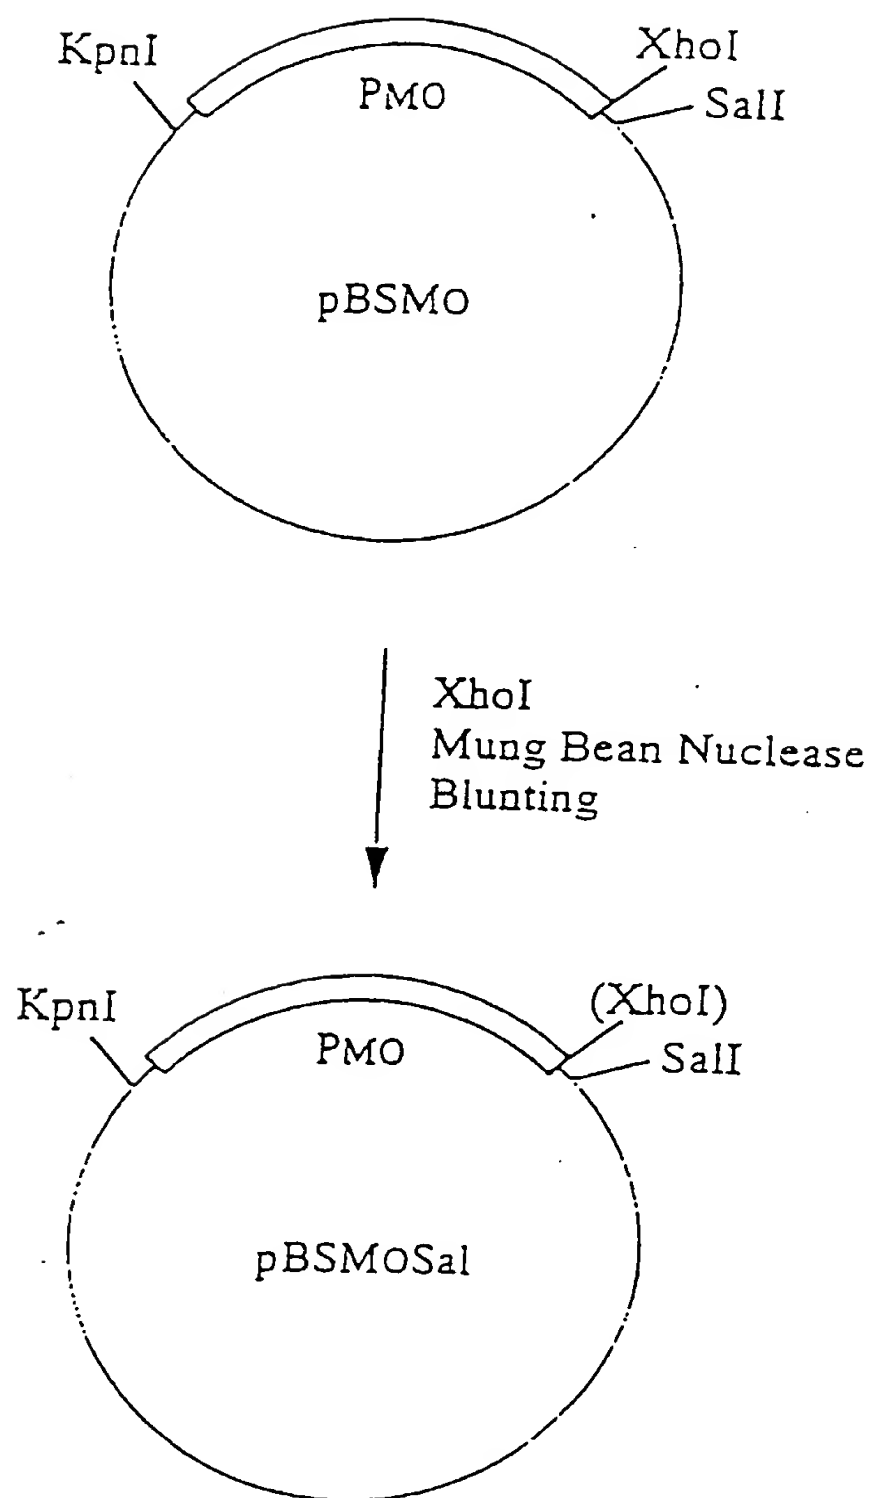 KpnI
XhoI
PMO
SalI
pBSMO
XhoI
Mung Bean Nuclease
Blunting
KpnI
(XhoI)
PMO
SalI
pBSMOSal